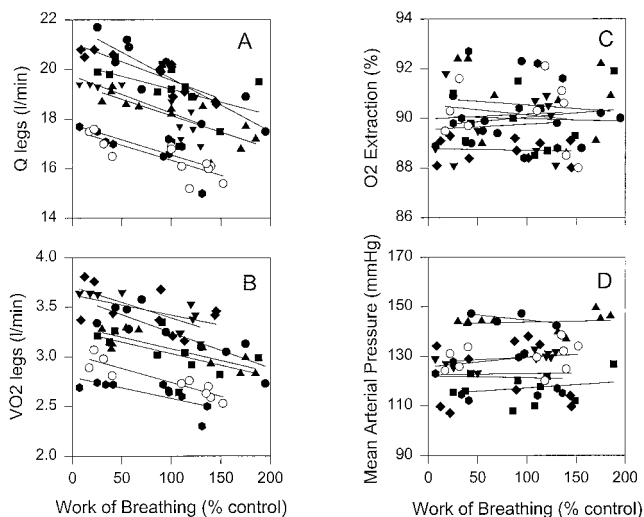 A
Q legs (l/min)
22
20
18
16
14
B
VO2 legs (l/min)
4.0
3.5
3.0
2.5
2.0
0 50 100 150 200
Work of Breathing (% control)
C
O2 Extraction (%)
94
92
90
88
86
D
Mean Arterial Pressure (mmHg)
170
150
130
110
90
0 50 100 150 200
Work of Breathing (% control)